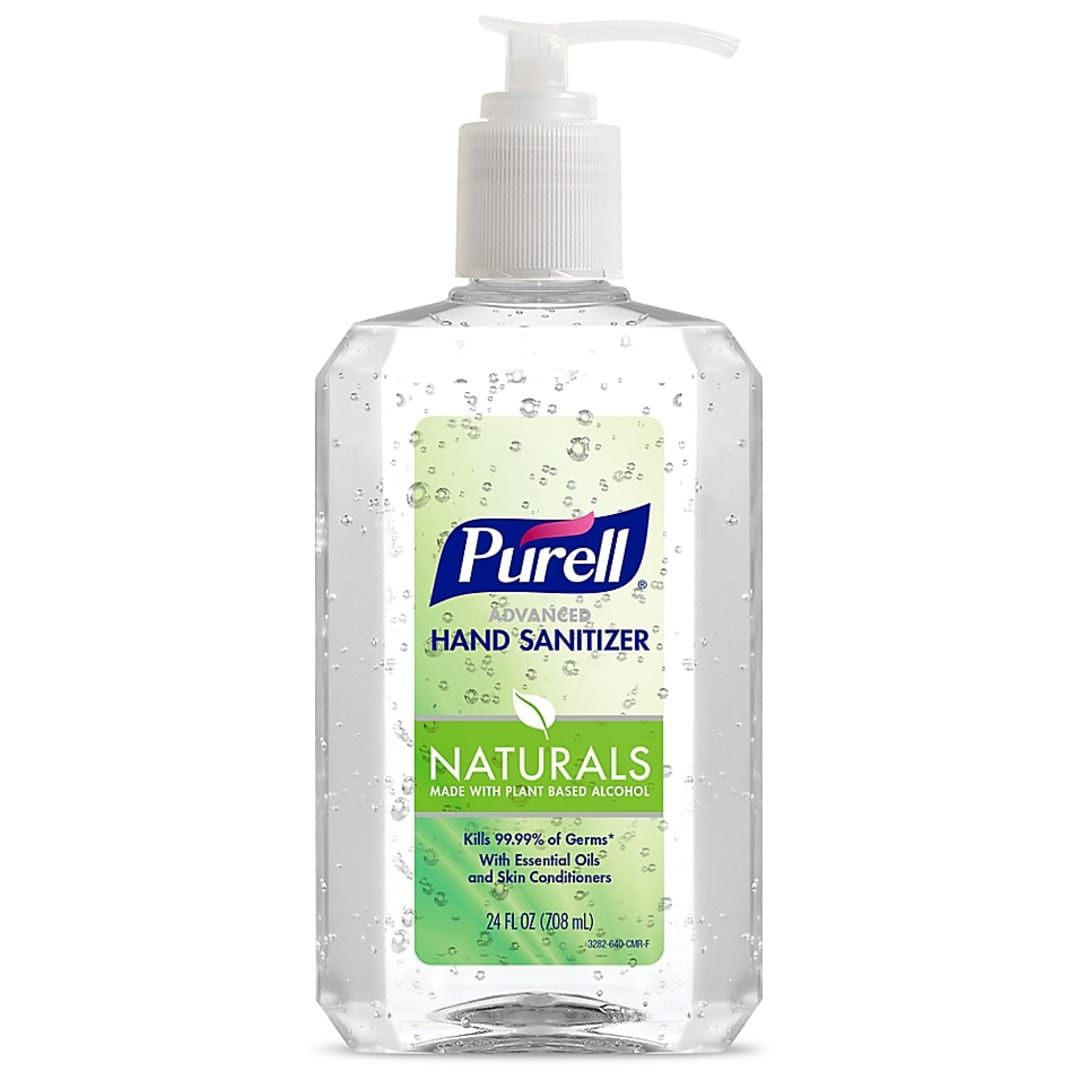 Purell®
ADVANCED
HAND SANITIZER
NATURALS
MADE WITH PLANT BASED ALCOHOL
Kills 99.99% of Germs*
With Essential Oils
and Skin Conditioners
24 FL OZ (708 mL)
3282-640-CMR-F